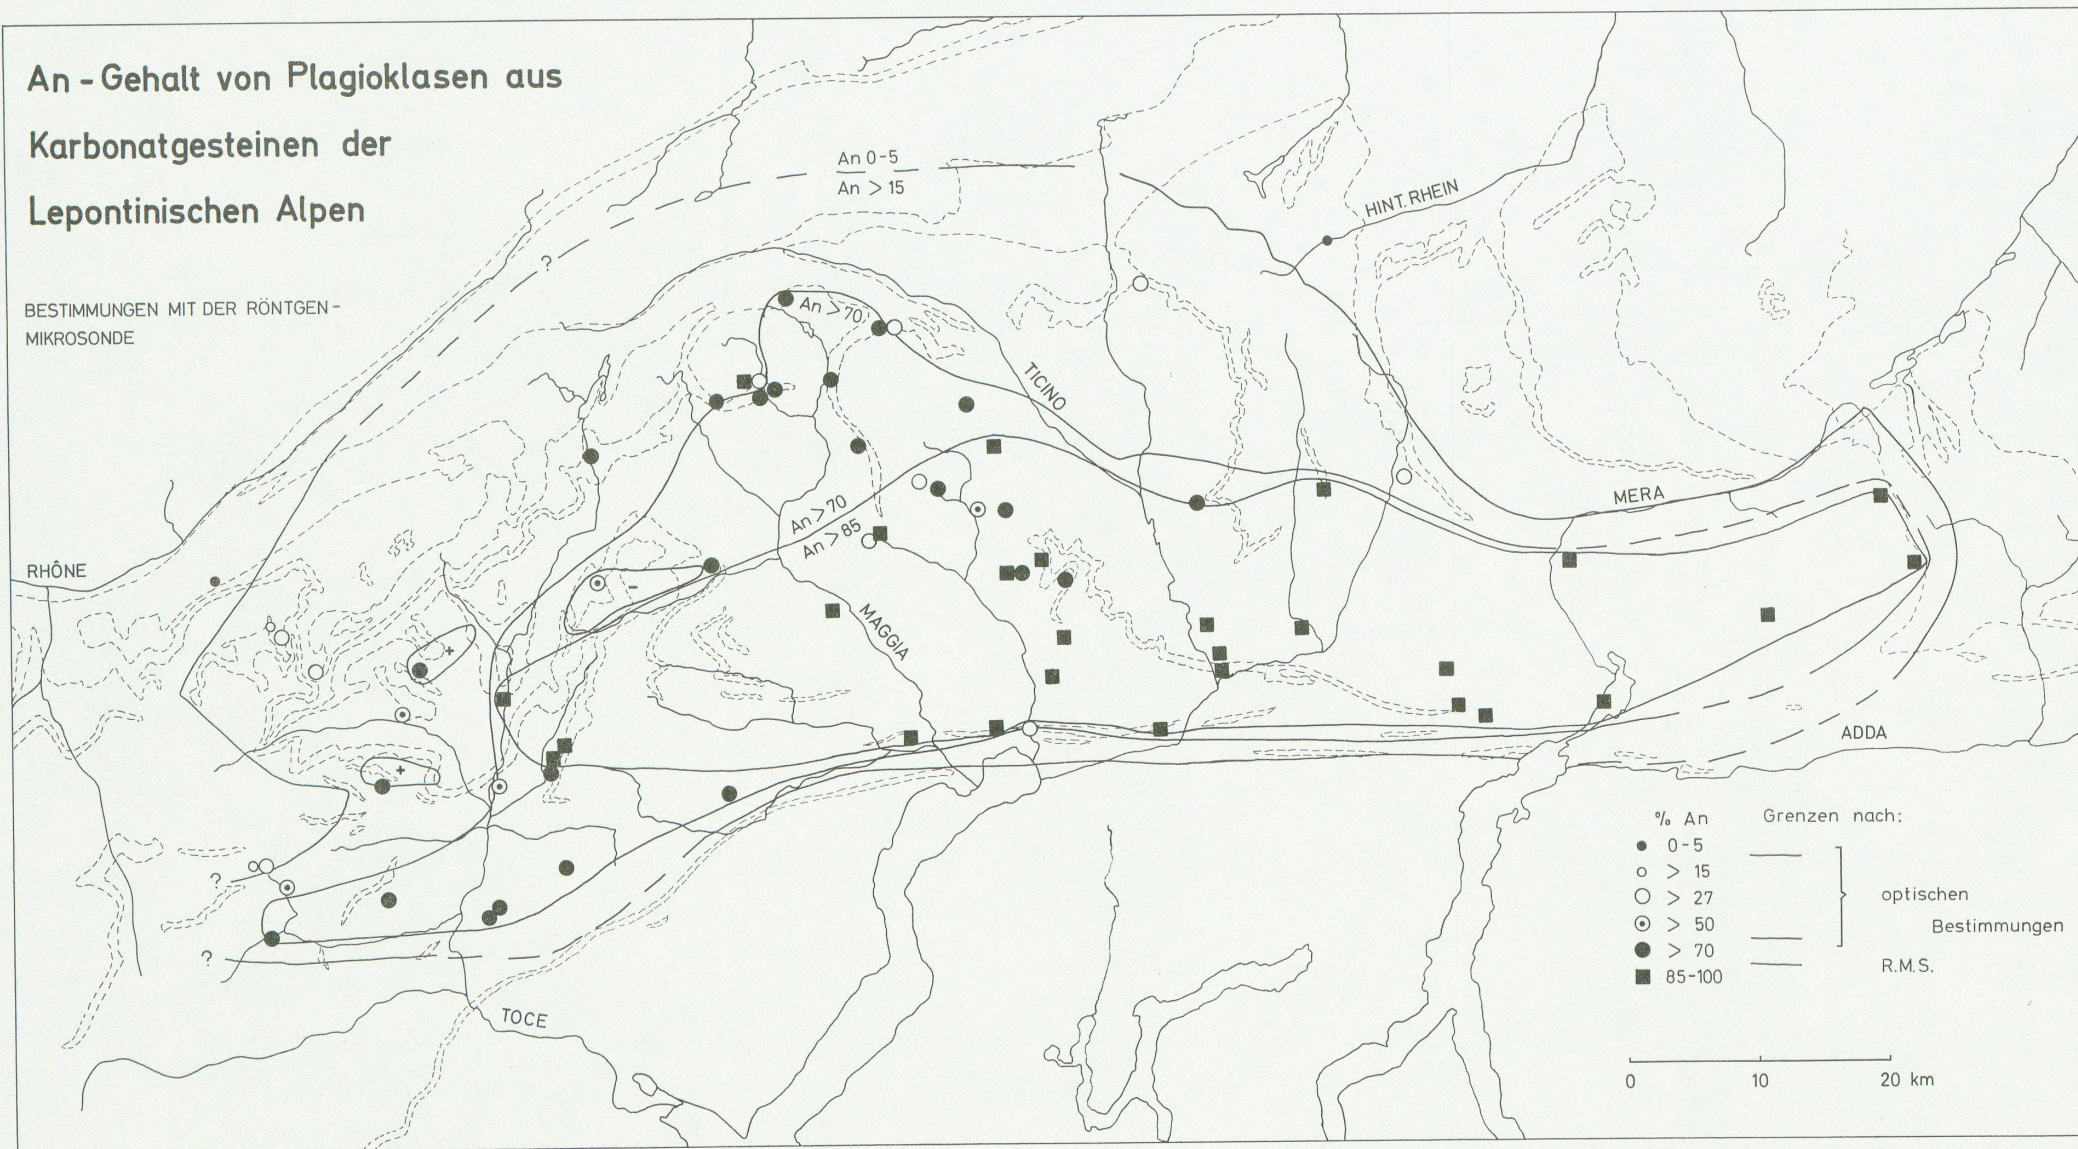 An - Gehalt von Plagioklasen aus
Karbonatgesteinen der
Lepontinischen Alpen
BESTIMMUNGEN MIT DER RÖNTGEN-
MIKROSONDE
An 0-5
An > 15
HINT. RHEIN
?
An > 70
TICINO
An > 70
An > 85
MERA
RHÔNE
-
MAGGIA
+
+
ADDA
?
?
TOCE
% An
Grenzen nach:
0-5
> 15
> 27
optischen
> 50
Bestimmungen
> 70
R.M.S.
85-100
0 10 20 km